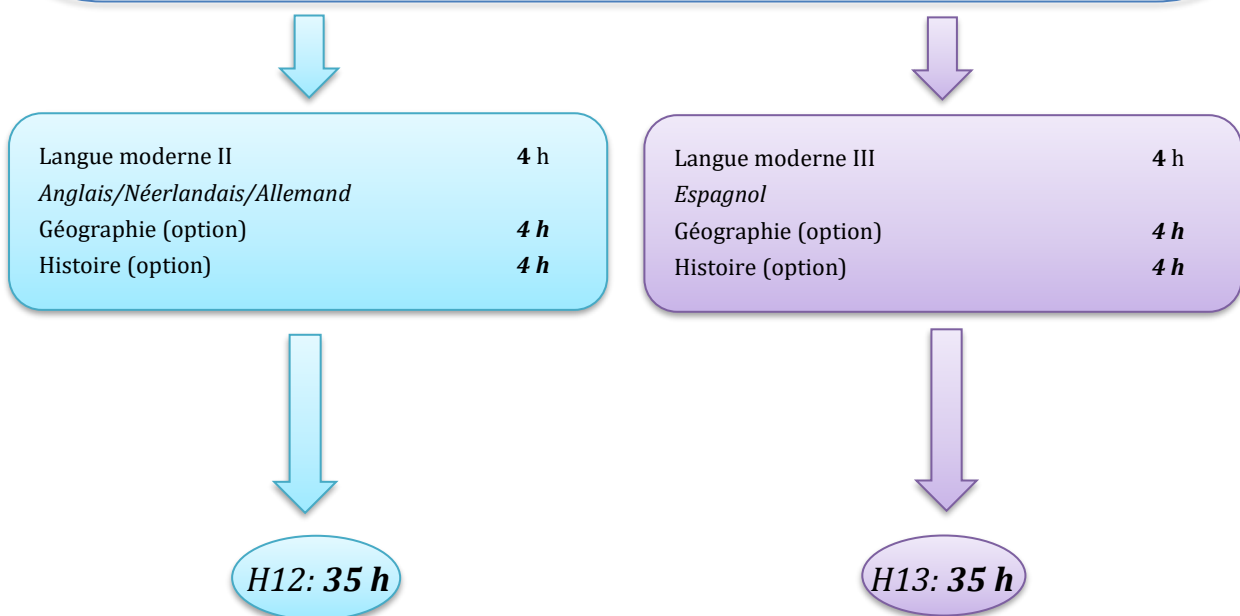 Langue moderne II 4 h
Anglais/Néerlandais/Allemand
Géographie (option) 4 h
Histoire (option) 4 h
Langue moderne III 4 h
Espagnol
Géographie (option) 4 h
Histoire (option) 4 h
H12: 35 h
H13: 35 h